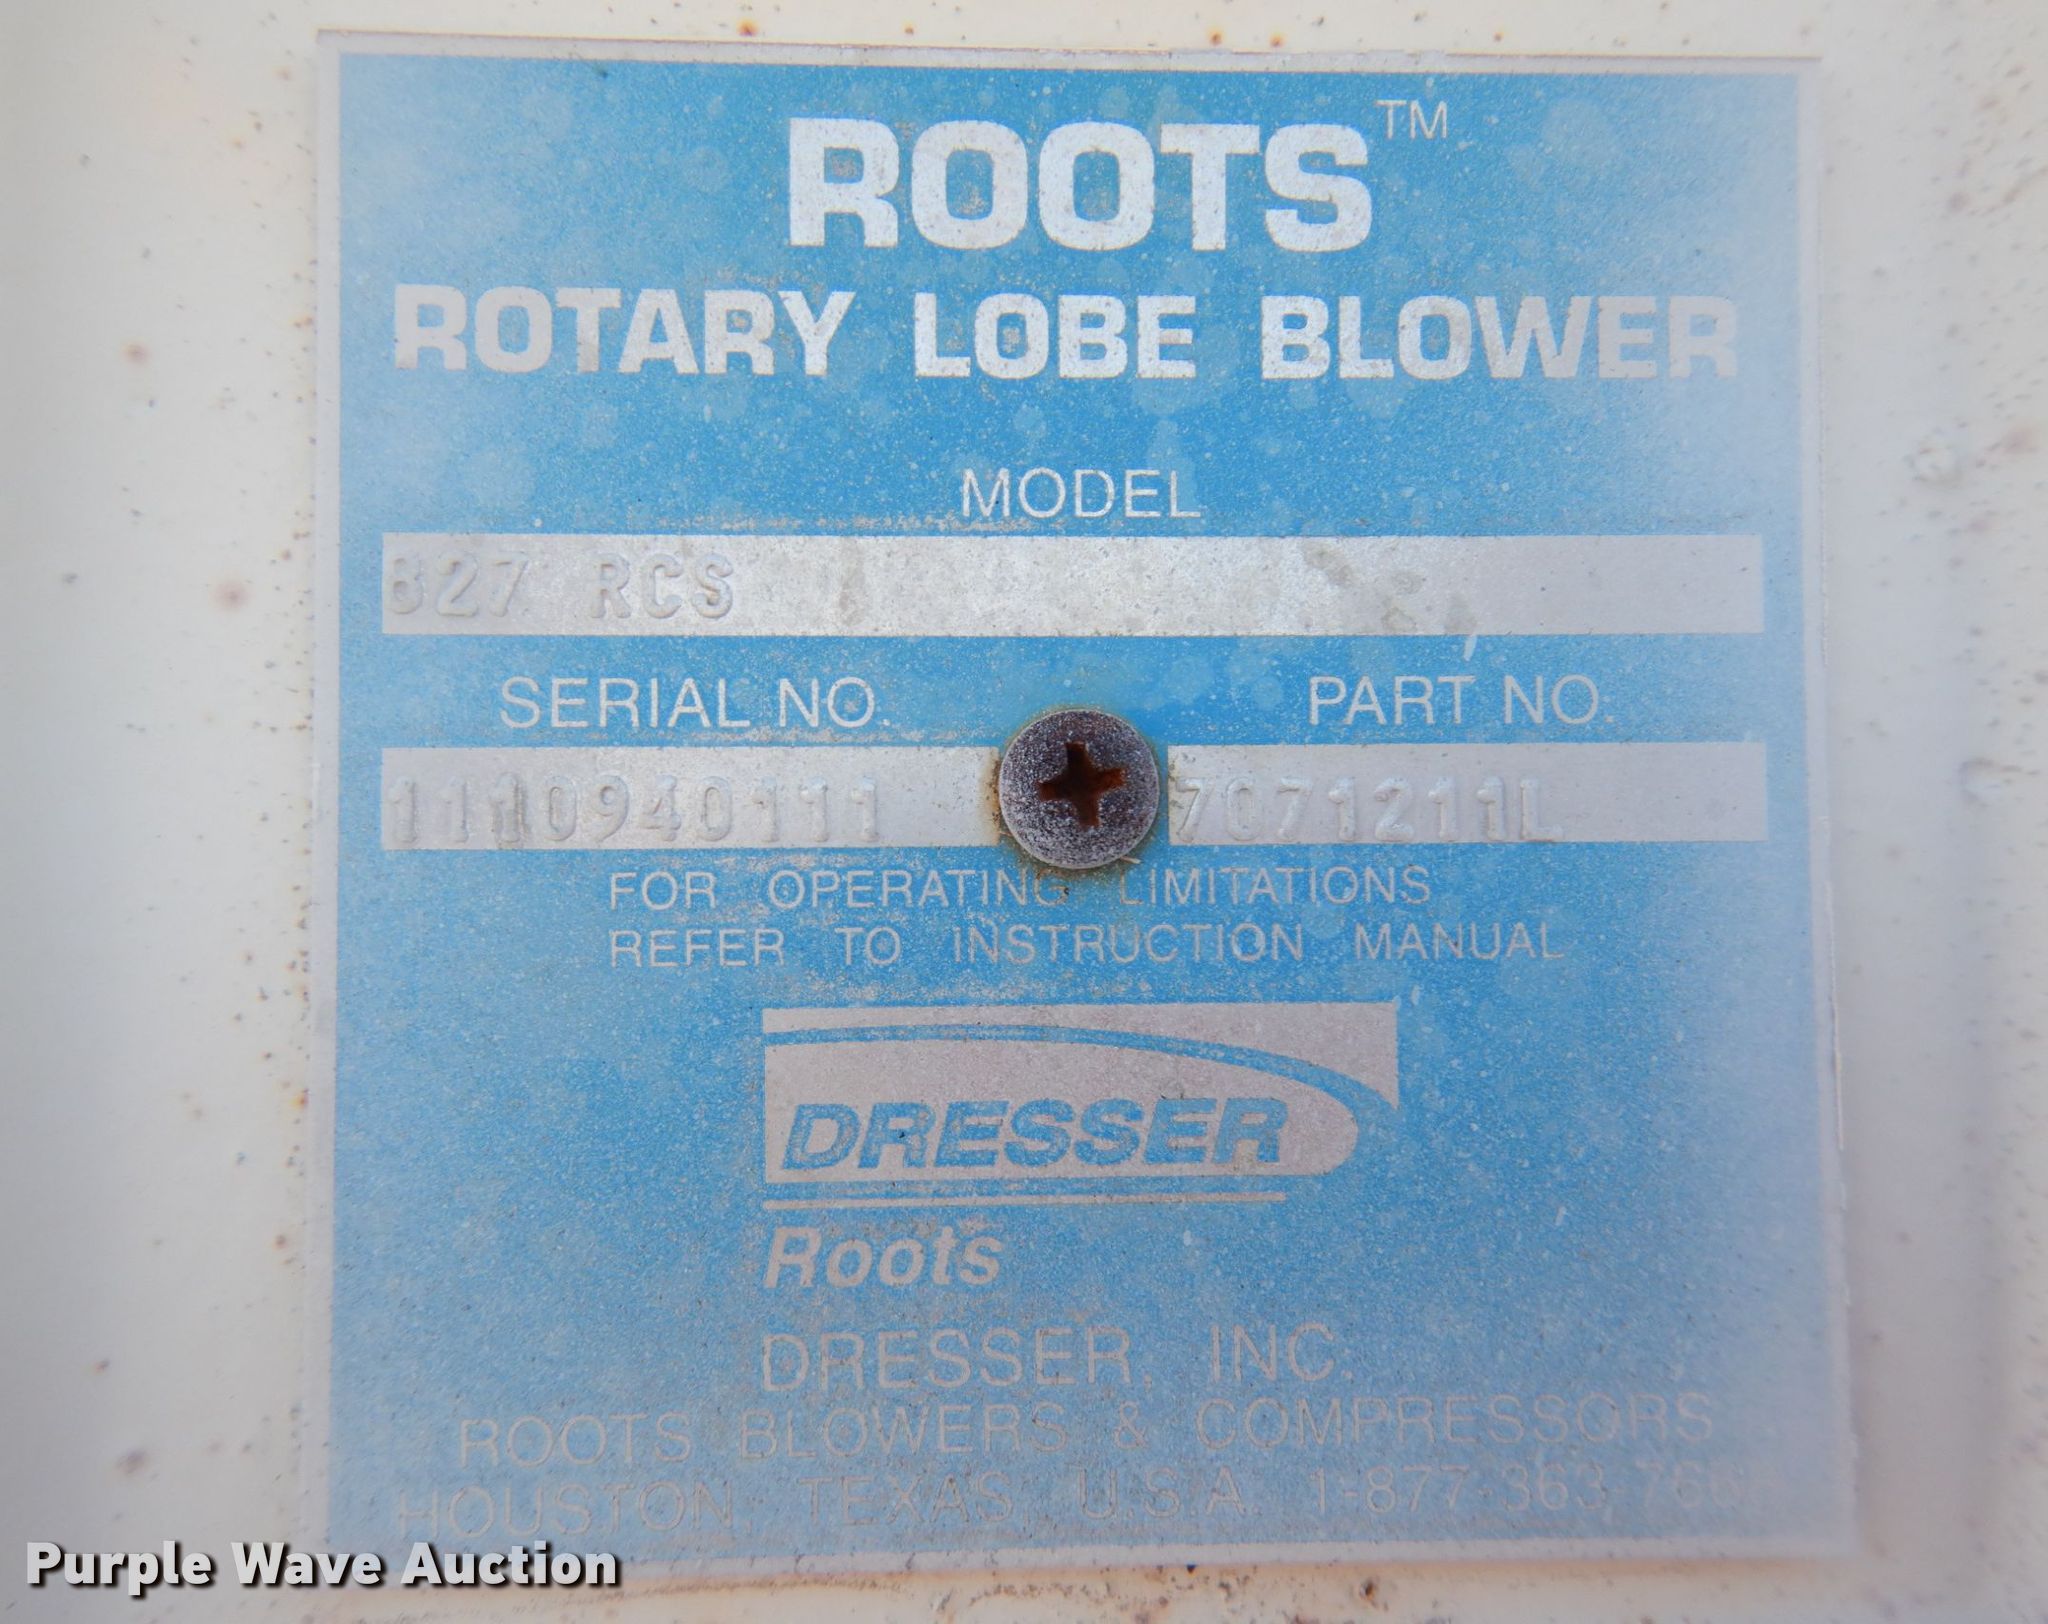 ROOTS™
ROTARY LOBE BLOWER
MODEL
827 RCS
SERIAL NO. PART NO.
1110940111 7071211L
FOR OPERATING LIMITATIONS
REFER TO INSTRUCTION MANUAL
DRESSER
Roots
DRESSER, INC.
ROOTS BLOWERS & COMPRESSORS
HOUSTON, TEXAS, U.S.A.
Purple Wave Auction